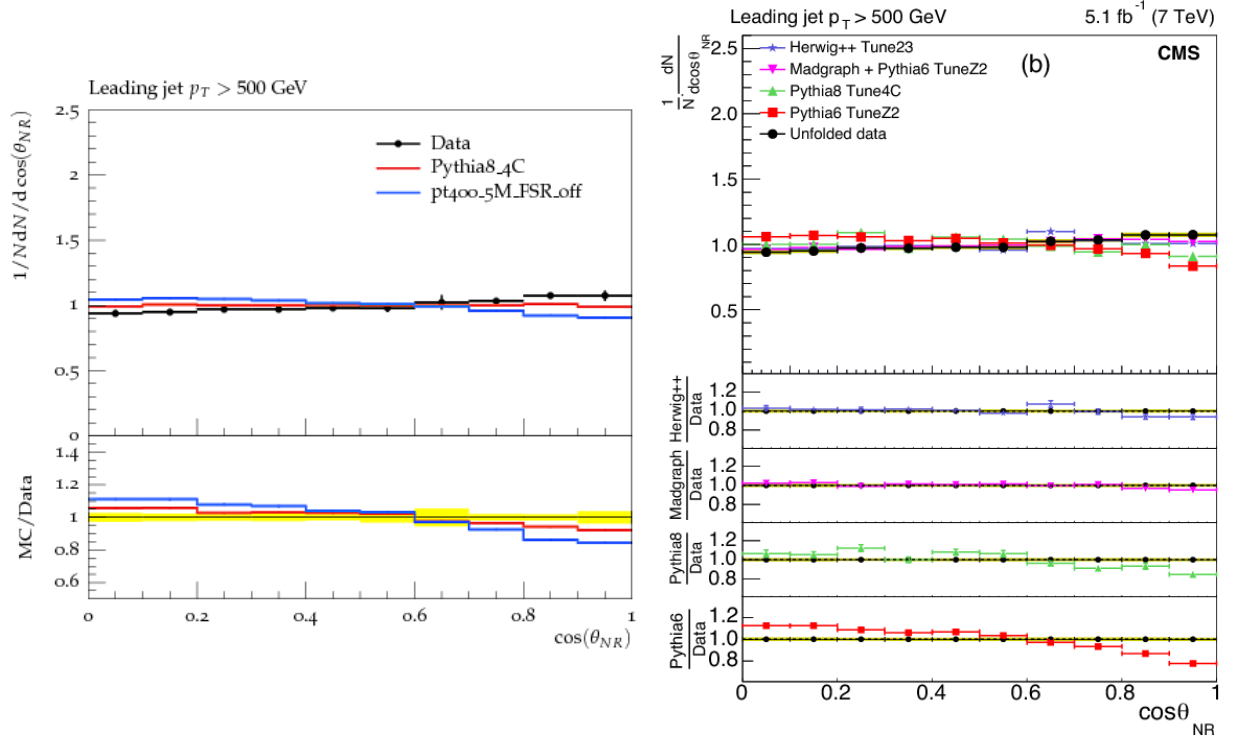 Leading jet p_T > 500 GeV
1/NdN/d cos(θ_NR)
2.5
2
1.5
1
0.5
0
Data
Pythia8_4C
pt400_5M_FSR_off
MC/Data
1.4
1.2
1
0.8
0.6
0 0.2 0.4 0.6 0.8 1
cos(θ_NR)
Leading jet p_T > 500 GeV 5.1 fb⁻¹ (7 TeV)
1/N · dN/dcosθ_NR
2.5
2.0
1.5
1.0
0.5
Herwig++ Tune23
Madgraph + Pythia6 TuneZ2
Pythia8 Tune4C
Pythia6 TuneZ2
Unfolded data
(b)
CMS
Herwig++
Data
1.2
1.0
0.8
Madgraph
Data
1.2
1.0
0.8
Pythia8
Data
1.2
1.0
0.8
Pythia6
Data
1.2
1.0
0.8
0 0.2 0.4 0.6 0.8 1
cosθ_NR